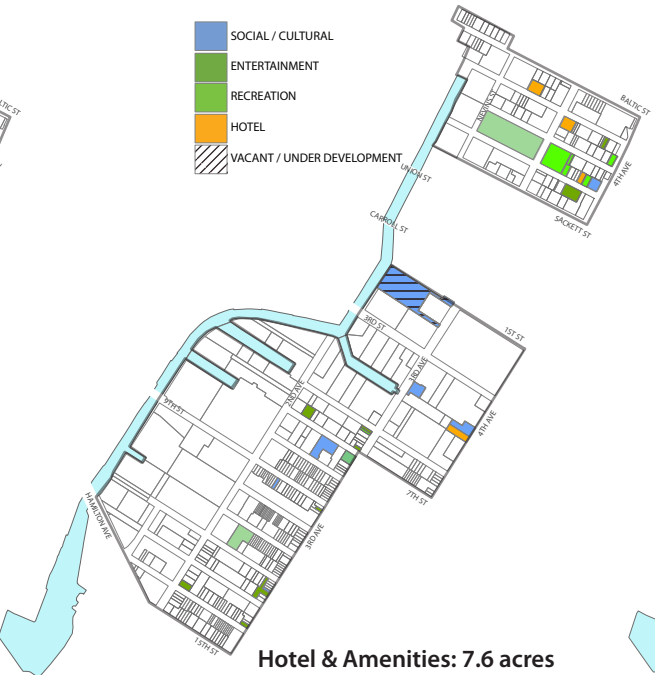 SOCIAL / CULTURAL
ENTERTAINMENT
RECREATION
HOTEL
VACANT / UNDER DEVELOPMENT
BALTIC ST
NEVINS ST
4TH AVE
UNION ST
SACKETT ST
CARROLL ST
3RD ST
1ST ST
3RD AVE
2ND AVE
9TH ST
4TH AVE
7TH ST
HAMILTON AVE
3RD AVE
15TH ST
Hotel & Amenities: 7.6 acres